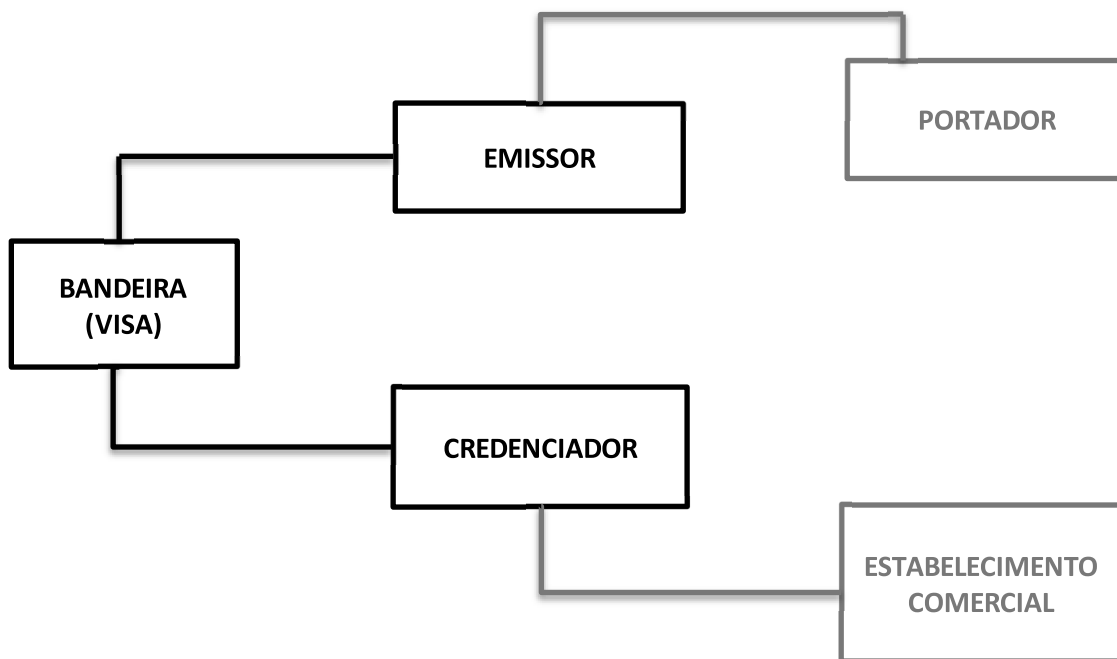 PORTADOR
EMISSOR
BANDEIRA
(VISA)
CREDENCIADOR
ESTABELECIMENTO
COMERCIAL